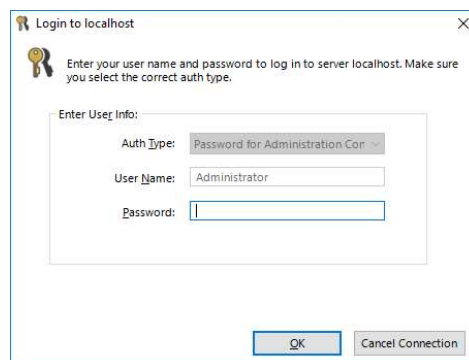 Login to localhost
Enter your user name and password to log in to server localhost. Make sure
you select the correct auth type.
Enter User Info:
Auth Type: Password for Administration Con
User Name: Administrator
Password:
OK Cancel Connection